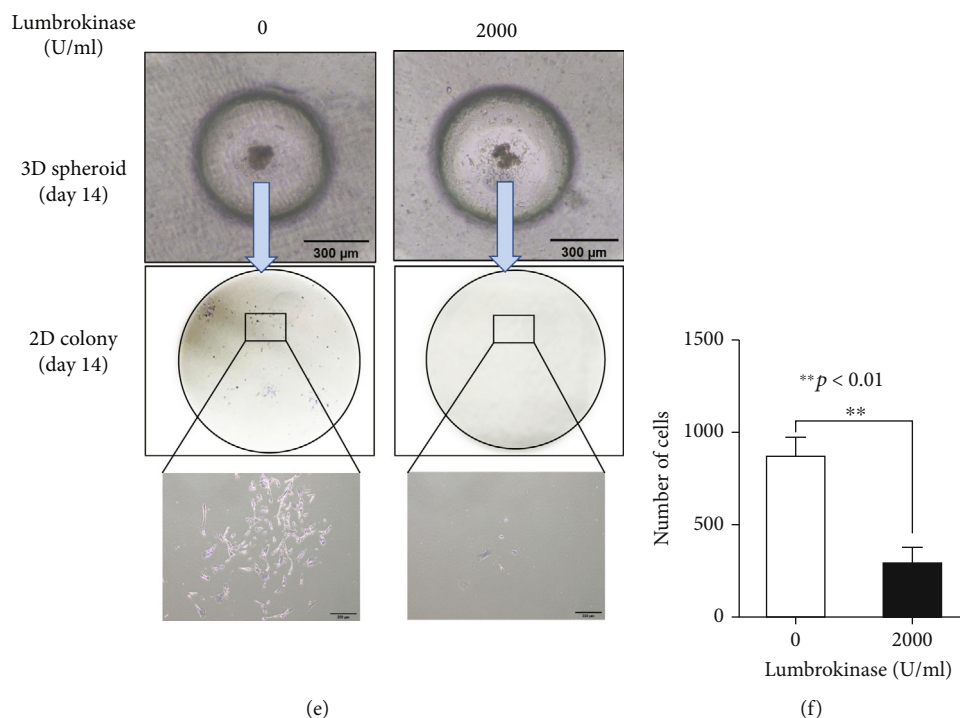 Lumbrokinase
(U/ml)
0
2000
3D spheroid
(day 14)
300 µm
300 µm
2D colony
(day 14)
(e)
1500
1000
500
0
Number of cells
**p < 0.01
**
0
2000
Lumbrokinase (U/ml)
(f)